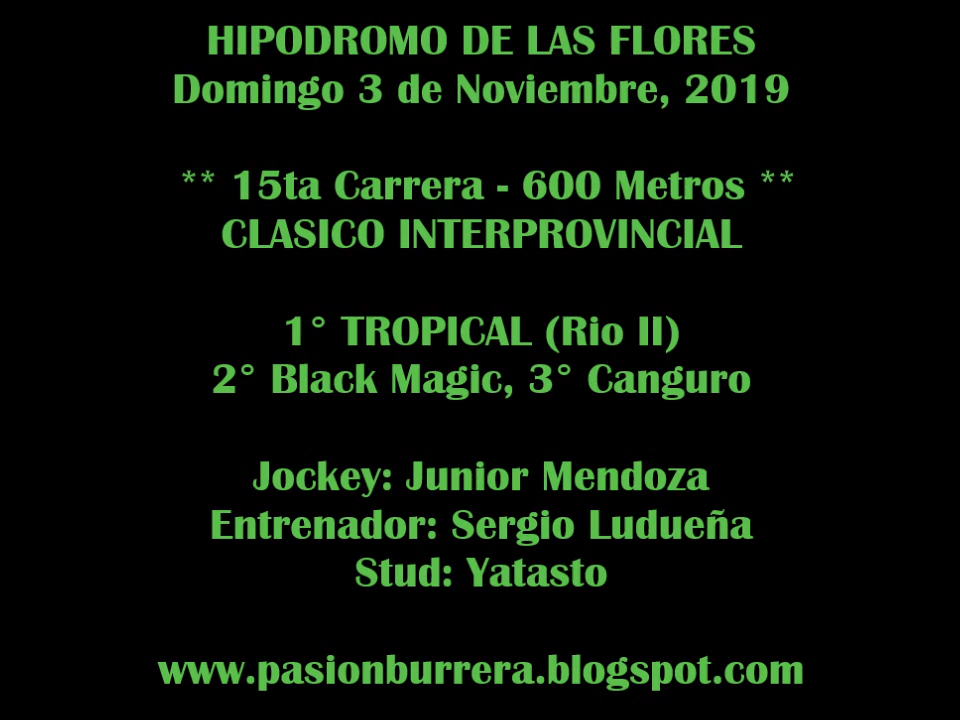 HIPODROMO DE LAS FLORES
Domingo 3 de Noviembre, 2019
** 15ta Carrera - 600 Metros **
CLASICO INTERPROVINCIAL
1° TROPICAL (Rio II)
2° Black Magic, 3° Canguro
Jockey: Junior Mendoza
Entrenador: Sergio Ludueña
Stud: Yatasto
www.pasionburrera.blogspot.com